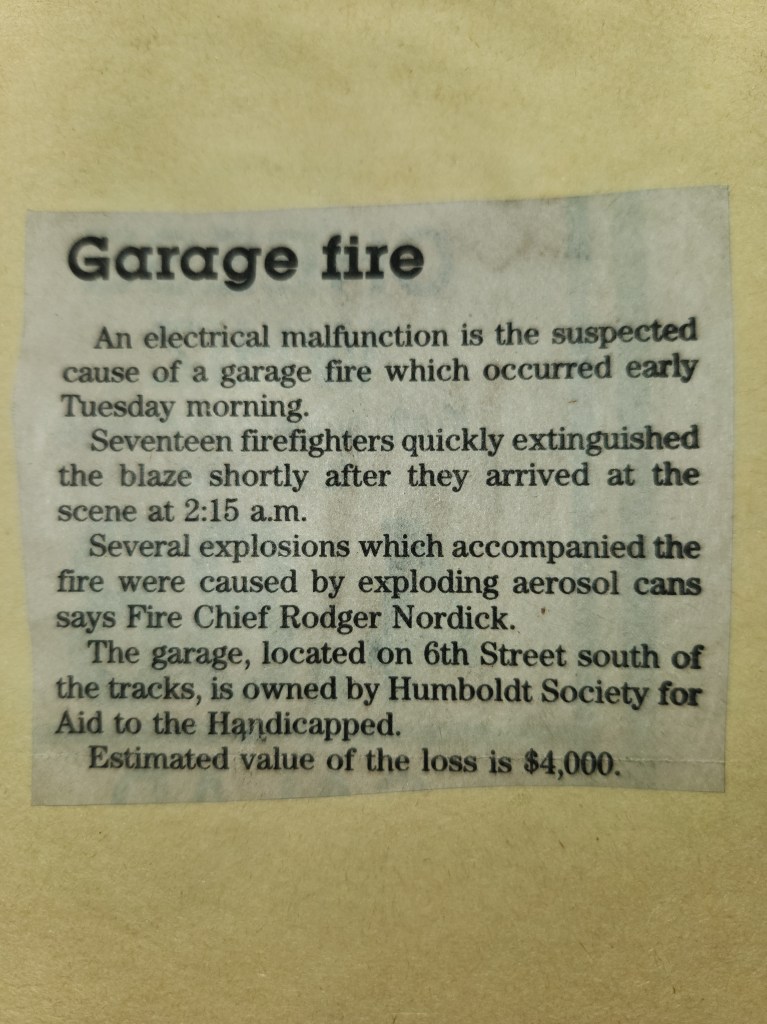 Garage fire
An electrical malfunction is the suspected
cause of a garage fire which occurred early
Tuesday morning.
Seventeen firefighters quickly extinguished
the blaze shortly after they arrived at the
scene at 2:15 a.m.
Several explosions which accompanied the
fire were caused by exploding aerosol cans
says Fire Chief Rodger Nordick.
The garage, located on 6th Street south of
the tracks, is owned by Humboldt Society for
Aid to the Handicapped.
Estimated value of the loss is $4,000.